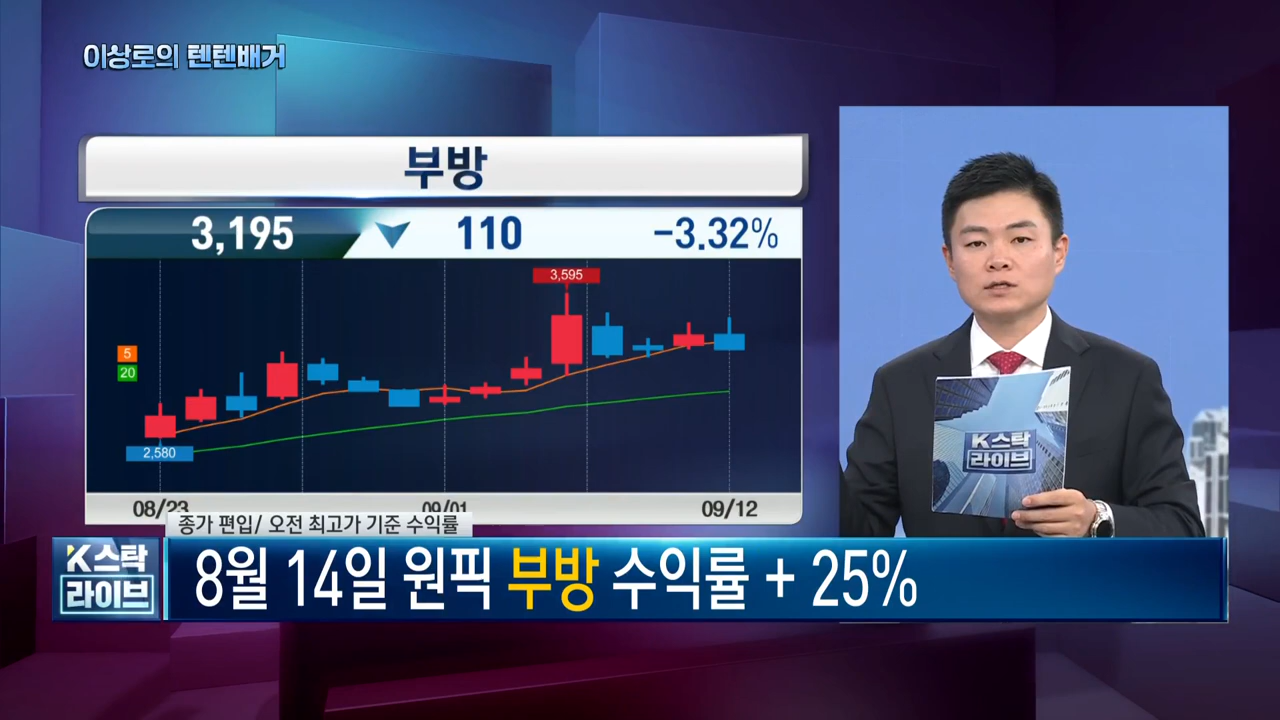 이상로의 텐텐배거
부방
3,195 ▼ 110 -3.32%
3,595
5
20
2,580
08/23 09/01 09/12
K스탁
라이브
종가 편입/ 오전 최고가 기준 수익률
K스탁
라이브
8월 14일 원픽 부방 수익률 + 25%